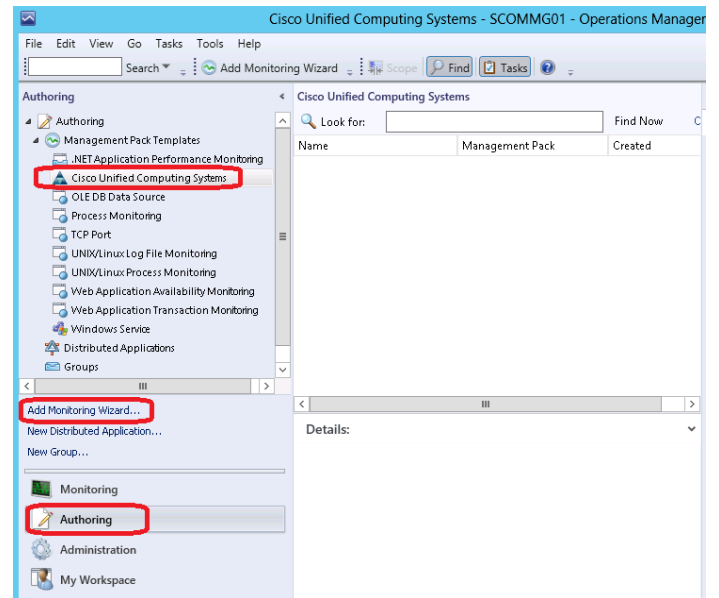 Cisco Unified Computing Systems - SCOMMG01 - Operations Manager
File Edit View Go Tasks Tools Help
Search Add Monitoring Wizard Scope Find Tasks
Authoring
Authoring
Management Pack Templates
.NET Application Performance Monitoring
Cisco Unified Computing Systems
OLE DB Data Source
Process Monitoring
TCP Port
UNIX/Linux Log File Monitoring
UNIX/Linux Process Monitoring
Web Application Availability Monitoring
Web Application Transaction Monitoring
Windows Service
Distributed Applications
Groups
Add Monitoring Wizard...
New Distributed Application...
New Group...
Monitoring
Authoring
Administration
My Workspace
Cisco Unified Computing Systems
Look for: Find Now C
Name Management Pack Created
Details: